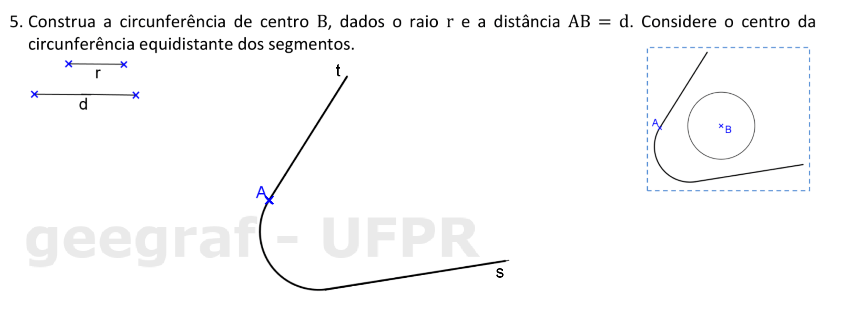 5. Construa a circunferência de centro B, dados o raio r e a distância AB = d. Considere o centro da
circunferência equidistante dos segmentos.
r
d
t
A
s
A
B
geegraf - UFPR